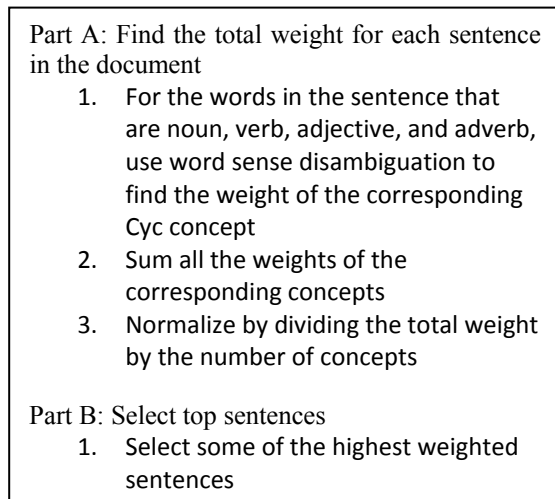 Part A: Find the total weight for each sentence
in the document
1. For the words in the sentence that
are noun, verb, adjective, and adverb,
use word sense disambiguation to
find the weight of the corresponding
Cyc concept
2. Sum all the weights of the
corresponding concepts
3. Normalize by dividing the total weight
by the number of concepts
Part B: Select top sentences
1. Select some of the highest weighted
sentences